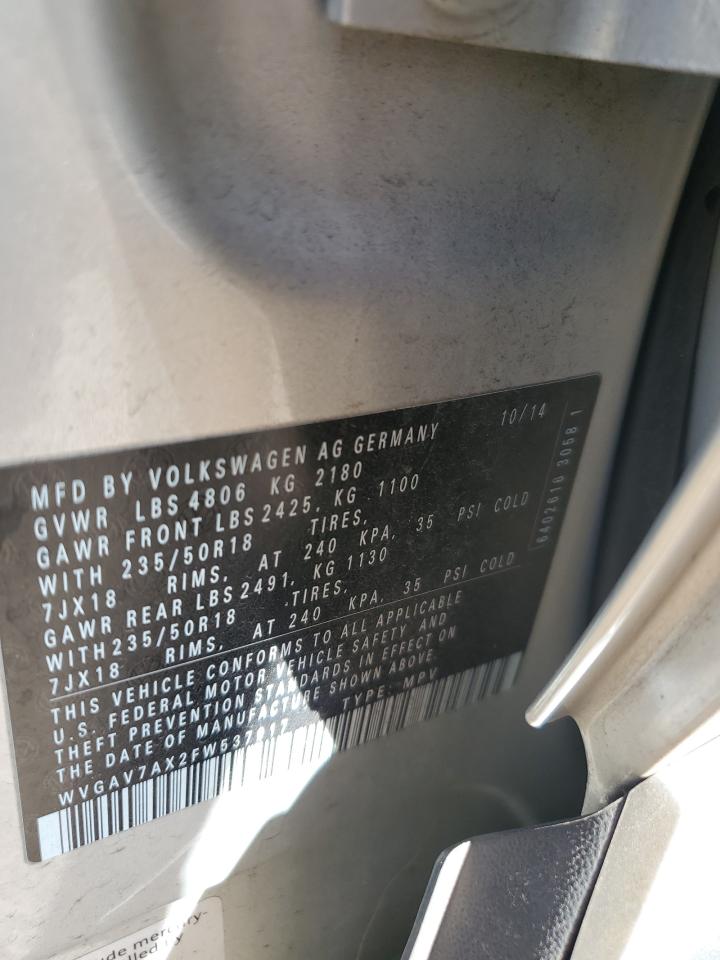 MFD BY VOLKSWAGEN AG GERMANY 10/14
GVWR LBS 4806 KG 2180
GAWR FRONT LBS 2425, KG 1100
WITH 235/50R18 TIRES,
7JX18 RIMS, AT 240 KPA, 35 PSI COLD
GAWR REAR LBS 2491, KG 1130
WITH 235/50R18 TIRES,
7JX18 RIMS, AT 240 KPA, 35 PSI COLD
THIS VEHICLE CONFORMS TO ALL APPLICABLE
U.S. FEDERAL MOTOR VEHICLE SAFETY AND
THEFT PREVENTION STANDARDS IN EFFECT ON
THE DATE OF MANUFACTURE SHOWN ABOVE.
TYPE: MPV
6402618 30581